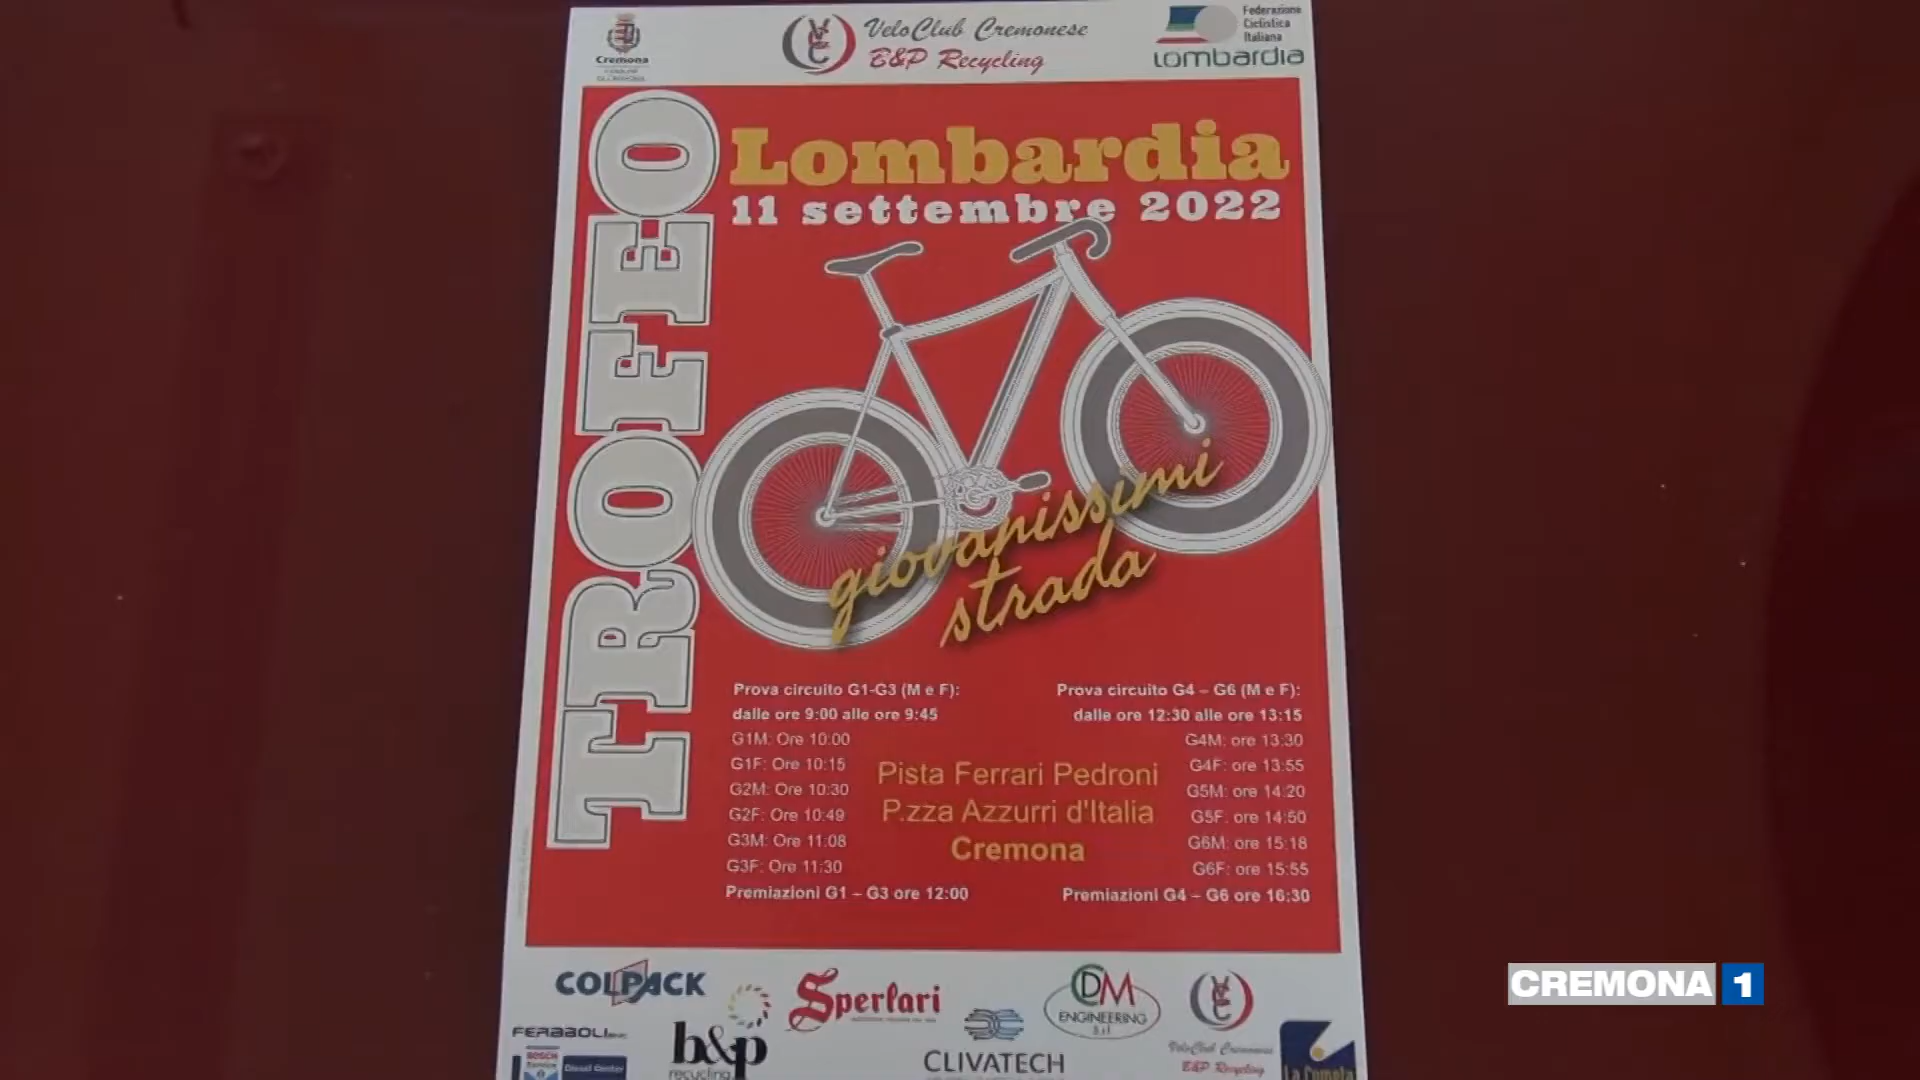 Cremona
VeloClub Cremonese
B&P Recycling
Federazione
Ciclistica
Italiana
Lombardia
TROFEO
Lombardia
11 settembre 2022
giovanissimi
strada
Prova circuito G1-G3 (M e F):
dalle ore 9:00 alle ore 9:45
G1M: Ore 10:00
G1F: Ore 10:15
G2M: Ore 10:30
G2F: Ore 10:49
G3M: Ore 11:08
G3F: Ore 11:30
Premiazioni G1 – G3 ore 12:00
Pista Ferrari Pedroni
P.zza Azzurri d'Italia
Cremona
Prova circuito G4 – G6 (M e F):
dalle ore 12:30 alle ore 13:15
G4M: ore 13:30
G4F: ore 13:55
G5M: ore 14:20
G5F: ore 14:50
G6M: ore 15:18
G6F: ore 15:55
Premiazioni G4 – G6 ore 16:30
COLPACK
Sperlari
CDM
ENGINEERING
S.r.l
FERABOLI
BOSCH
Service
Diesel Center
b&p
recycling
CLIVATECH
VeloClub Cremonese
B&P Recycling
CREMONA 1